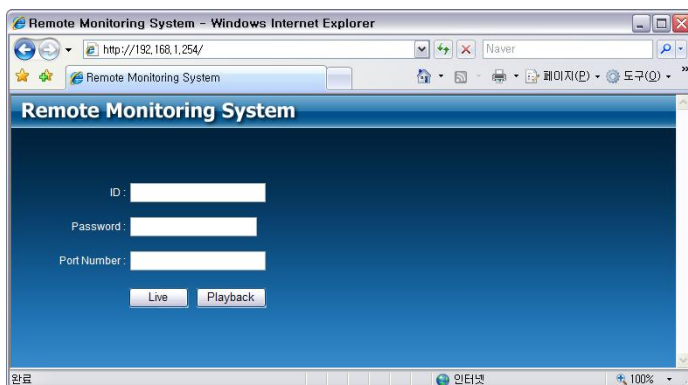 Remote Monitoring System - Windows Internet Explorer
http://192,168,1,254/
Naver
Remote Monitoring System
페이지(P)
도구(O)
Remote Monitoring System
ID :
Password :
Port Number :
Live
Playback
완료
인터넷
100%